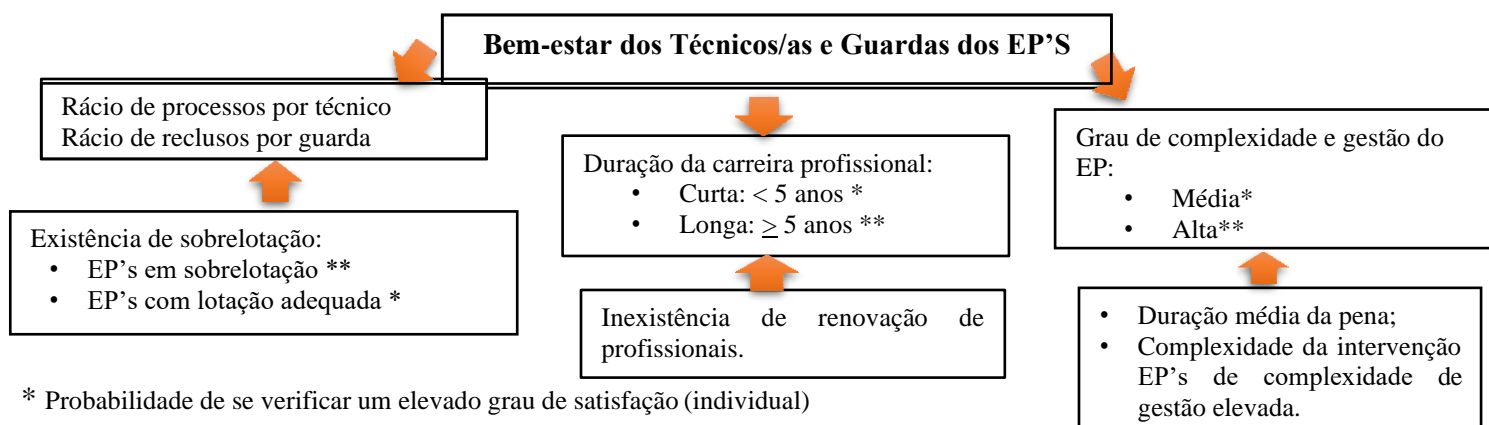 Bem-estar dos Técnicos/as e Guardas dos EP’S
Rácio de processos por técnico
Rácio de reclusos por guarda
Existência de sobrelotação:
• EP’s em sobrelotação **
• EP’s com lotação adequada *
Duração da carreira profissional:
• Curta: < 5 anos *
• Longa: ≥ 5 anos **
Inexistência de renovação de
profissionais.
Grau de complexidade e gestão do
EP:
• Média*
• Alta**
• Duração média da pena;
• Complexidade da intervenção
EP’s de complexidade de
gestão elevada.
* Probabilidade de se verificar um elevado grau de satisfação (individual)